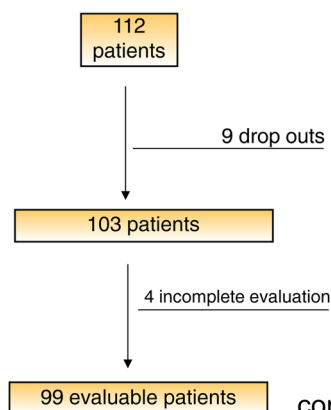 112
patients
9 drop outs
103 patients
4 incomplete evaluation
99 evaluable patients